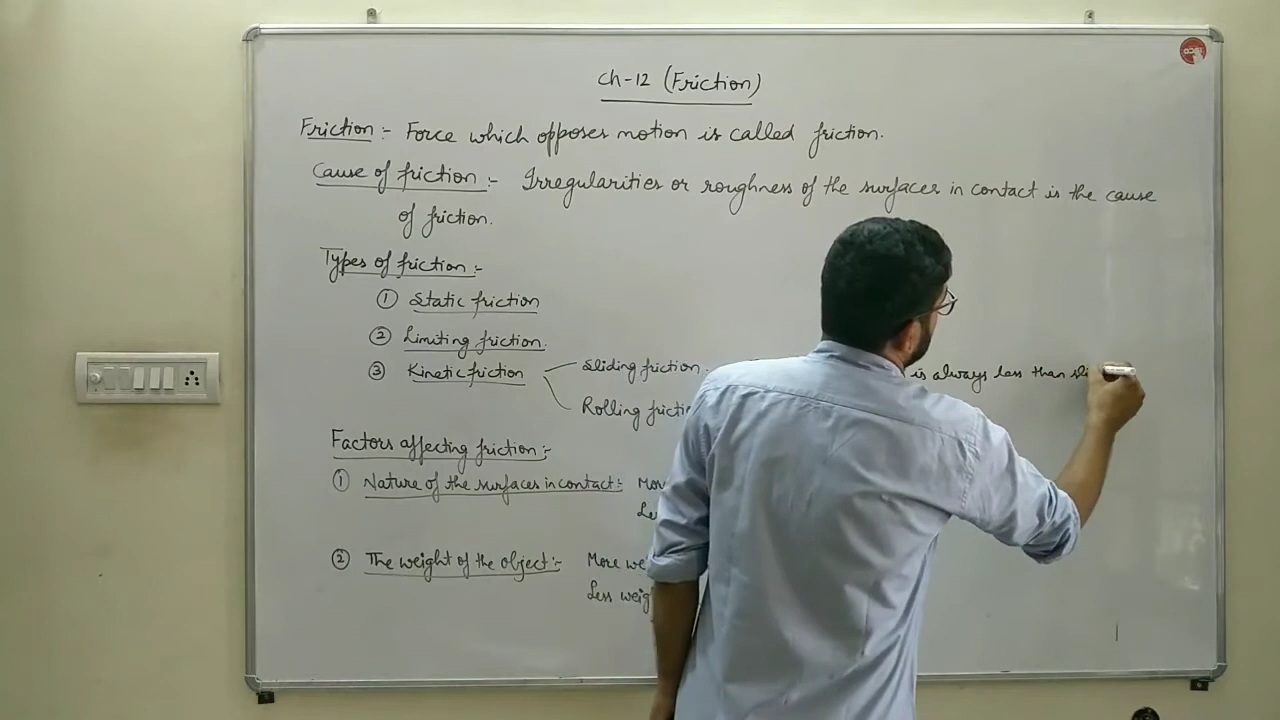 Ch-12 (Friction)
Friction:- Force which opposes motion is called friction.
Cause of friction:- Irregularities or roughness of the surfaces in contact is the cause
of friction.
Types of friction:-
① Static friction
② Limiting friction.
③ Kinetic friction
Sliding friction. is always less than
Rolling
Factors affecting friction:-
① Nature of the surfaces in contact:-
② The weight of the object:- More
Less